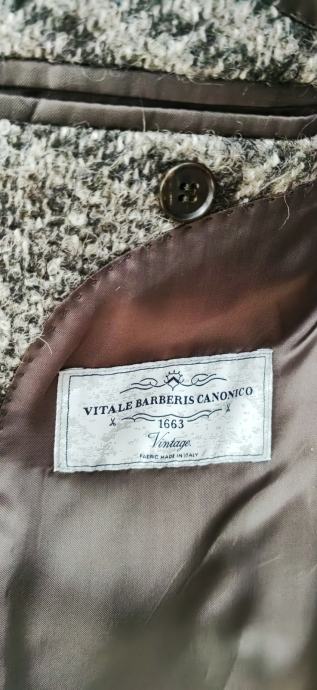 VITALE BARBERIS CANONICO
1663
Vintage
FABRIC MADE IN ITALY